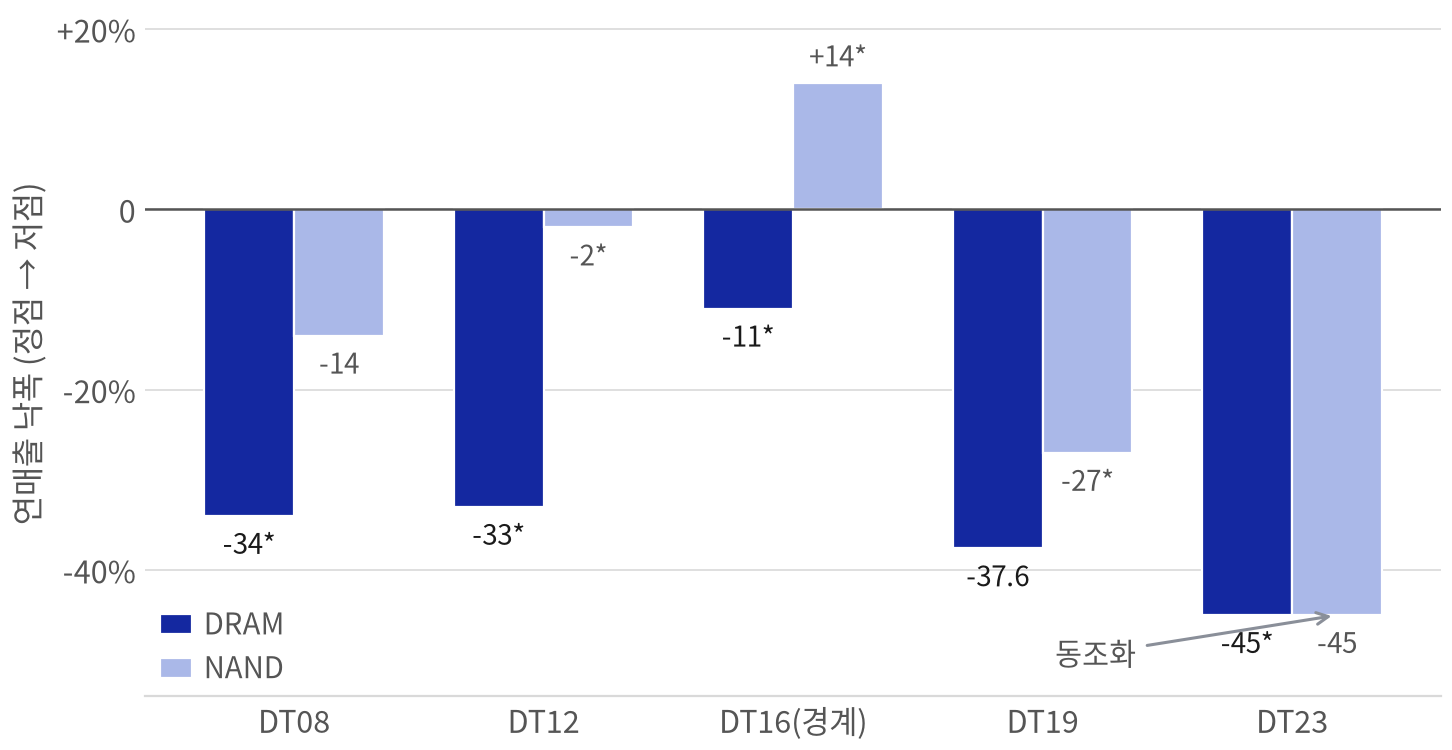 +20%
0
-20%
-40%
연매출 낙폭 (정점 → 저점)
+14*
-2*
-11*
-14
-27*
-34*
-33*
-37.6
-45*
-45
동조화
DRAM
NAND
DT08
DT12
DT16(경계)
DT19
DT23